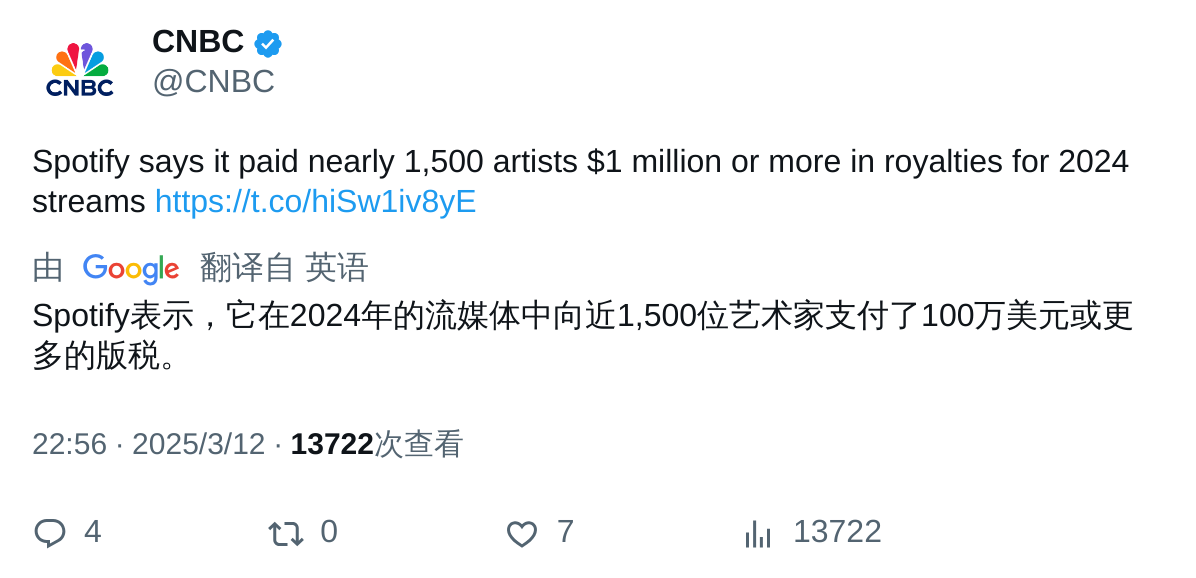 CNBC
CNBC
@CNBC
Spotify says it paid nearly 1,500 artists $1 million or more in royalties for 2024
streams https://t.co/hiSw1iv8yE
由 Google 翻译自 英语
Spotify表示，它在2024年的流媒体中向近1,500位艺术家支付了100万美元或更
多的版税。
22:56 · 2025/3/12 · 13722次查看
4 0 7 13722